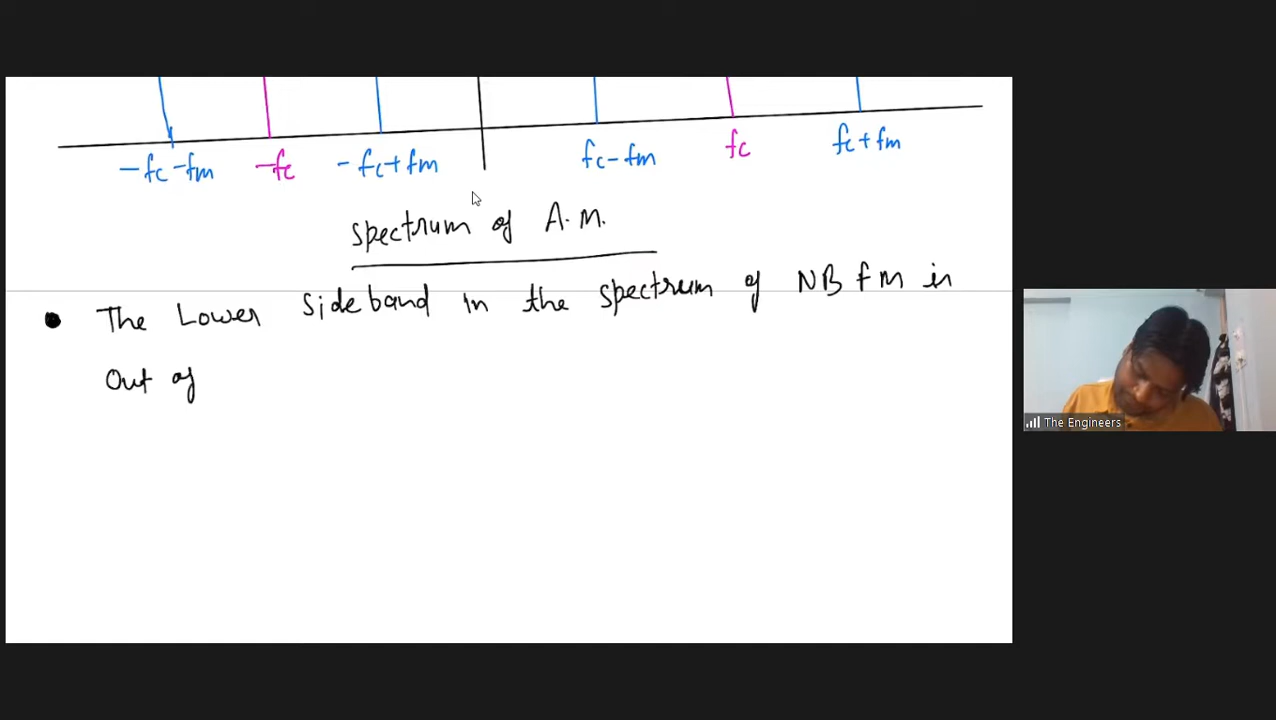 -fc-fm -fc -fc+fm fc-fm fc fc+fm
Spectrum of A.M.
The Lower Sideband in the spectrum of NBFM is
Out of
The Engineers